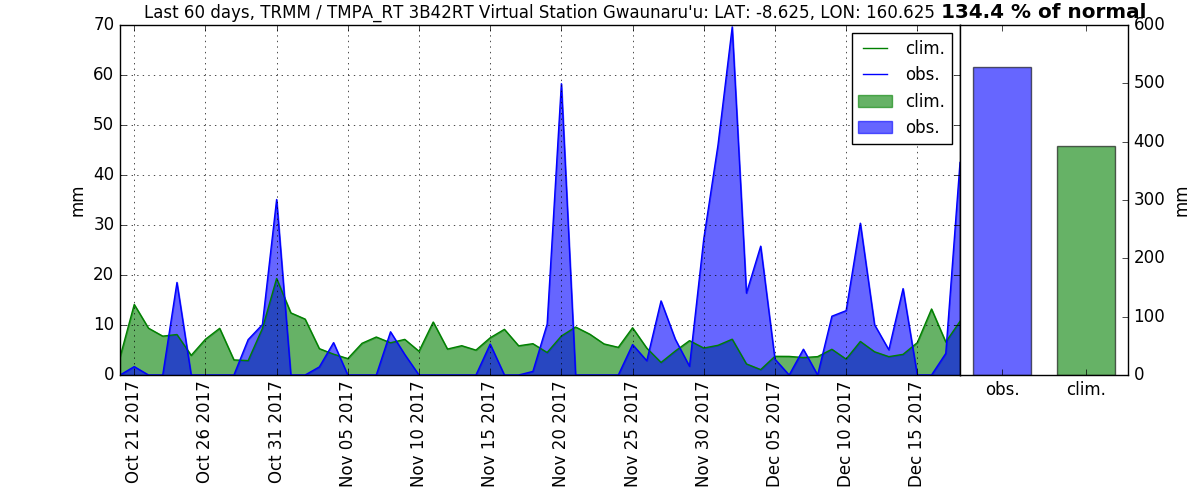 Last 60 days, TRMM / TMPA_RT 3B42RT Virtual Station Gwaunaru'u: LAT: -8.625, LON: 160.625 134.4 % of normal
70
60
50
40
30
20
10
0
mm
clim.
obs.
clim.
obs.
600
500
400
300
200
100
0
mm
obs.
clim.
Oct 21 2017
Oct 26 2017
Oct 31 2017
Nov 05 2017
Nov 10 2017
Nov 15 2017
Nov 20 2017
Nov 25 2017
Nov 30 2017
Dec 05 2017
Dec 10 2017
Dec 15 2017